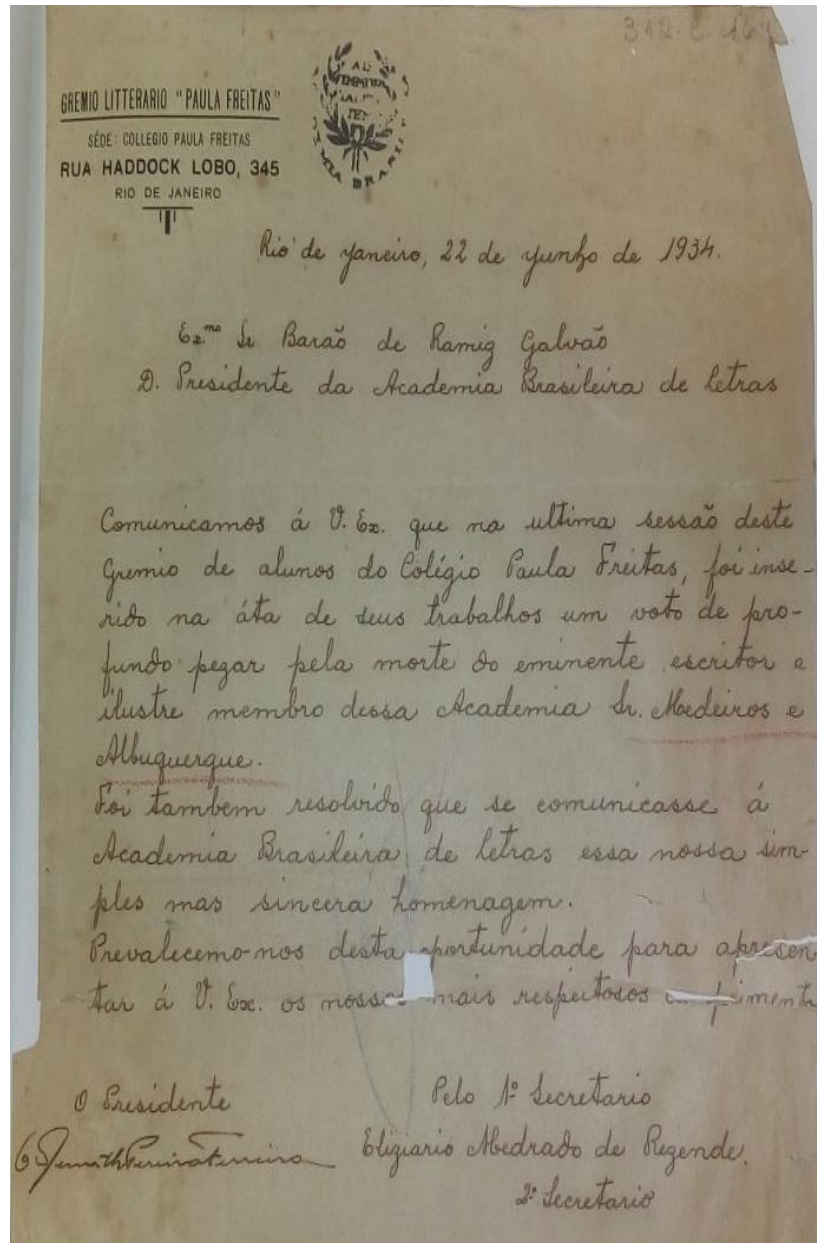 312-C-164
GREMIO LITTERARIO "PAULA FREITAS"
SÉDE: COLLEGIO PAULA FREITAS
RUA HADDOCK LOBO, 345
RIO DE JANEIRO
Rio de Janeiro, 22 de Junho de 1934.
Ex.mo Sr. Barão de Ramiz Galvão
D. Presidente da Academia Brasileira de Letras
Comunicamos á V. Ex. que na ultima sessão deste
Gremio de alunos do Colégio Paula Freitas, foi inse-
rido na áta de seus trabalhos um voto de pro-
fundo pezar pela morte do eminente escritor e
ilustre membro dessa Academia Sr. Medeiros e
Albuquerque.
Foi tambem resolvido que se comunicasse á
Academia Brasileira de Letras essa nossa sim-
ples mas sincera homenagem.
Prevalecemo-nos desta oportunidade para apresen
tar á V. Ex. os nossos mais respeitosos
O Presidente
Pelo 1º Secretario
Eliziario Medrado de Rezende.
2º Secretario